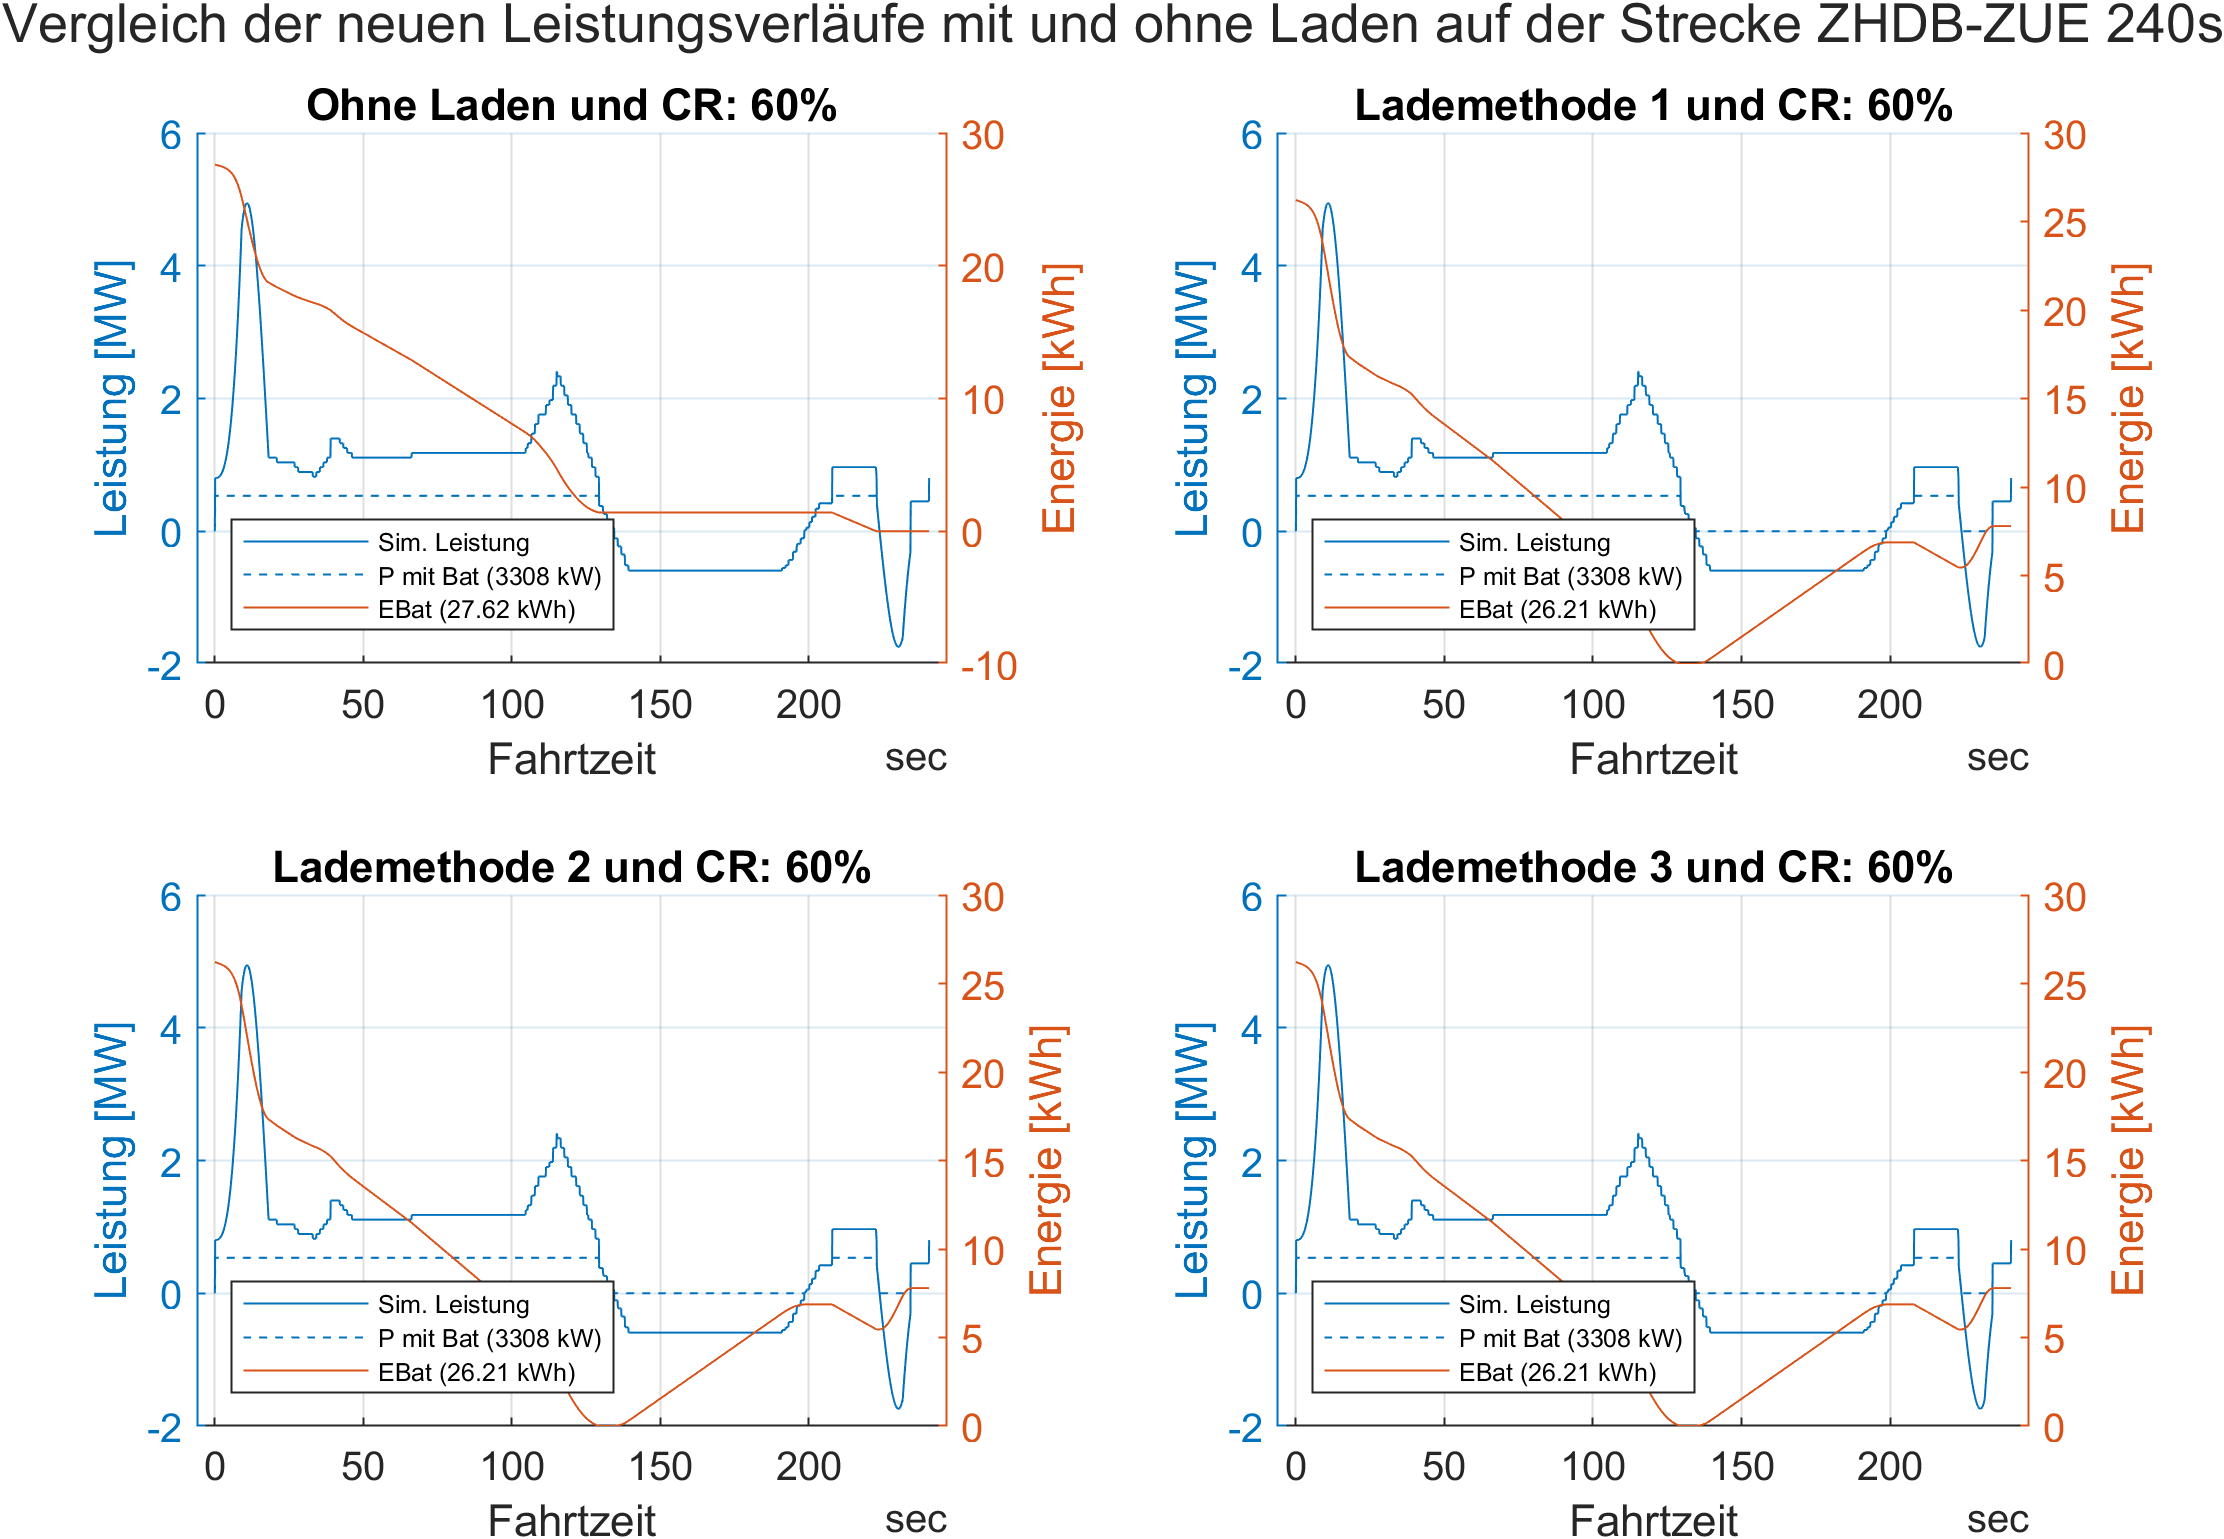 Vergleich der neuen Leistungsverläufe mit und ohne Laden auf der Strecke ZHDB-ZUE 240s
Ohne Laden und CR: 60%
6
4
2
0
-2
Leistung [MW]
30
20
10
0
-10
Energie [kWh]
Sim. Leistung
P mit Bat (3308 kW)
EBat (27.62 kWh)
0 50 100 150 200
Fahrtzeit sec
Lademethode 1 und CR: 60%
6
4
2
0
-2
Leistung [MW]
30
25
20
15
10
5
0
Energie [kWh]
Sim. Leistung
P mit Bat (3308 kW)
EBat (26.21 kWh)
0 50 100 150 200
Fahrtzeit sec
Lademethode 2 und CR: 60%
6
4
2
0
-2
Leistung [MW]
30
25
20
15
10
5
0
Energie [kWh]
Sim. Leistung
P mit Bat (3308 kW)
EBat (26.21 kWh)
0 50 100 150 200
Fahrtzeit sec
Lademethode 3 und CR: 60%
6
4
2
0
-2
Leistung [MW]
30
25
20
15
10
5
0
Energie [kWh]
Sim. Leistung
P mit Bat (3308 kW)
EBat (26.21 kWh)
0 50 100 150 200
Fahrtzeit sec